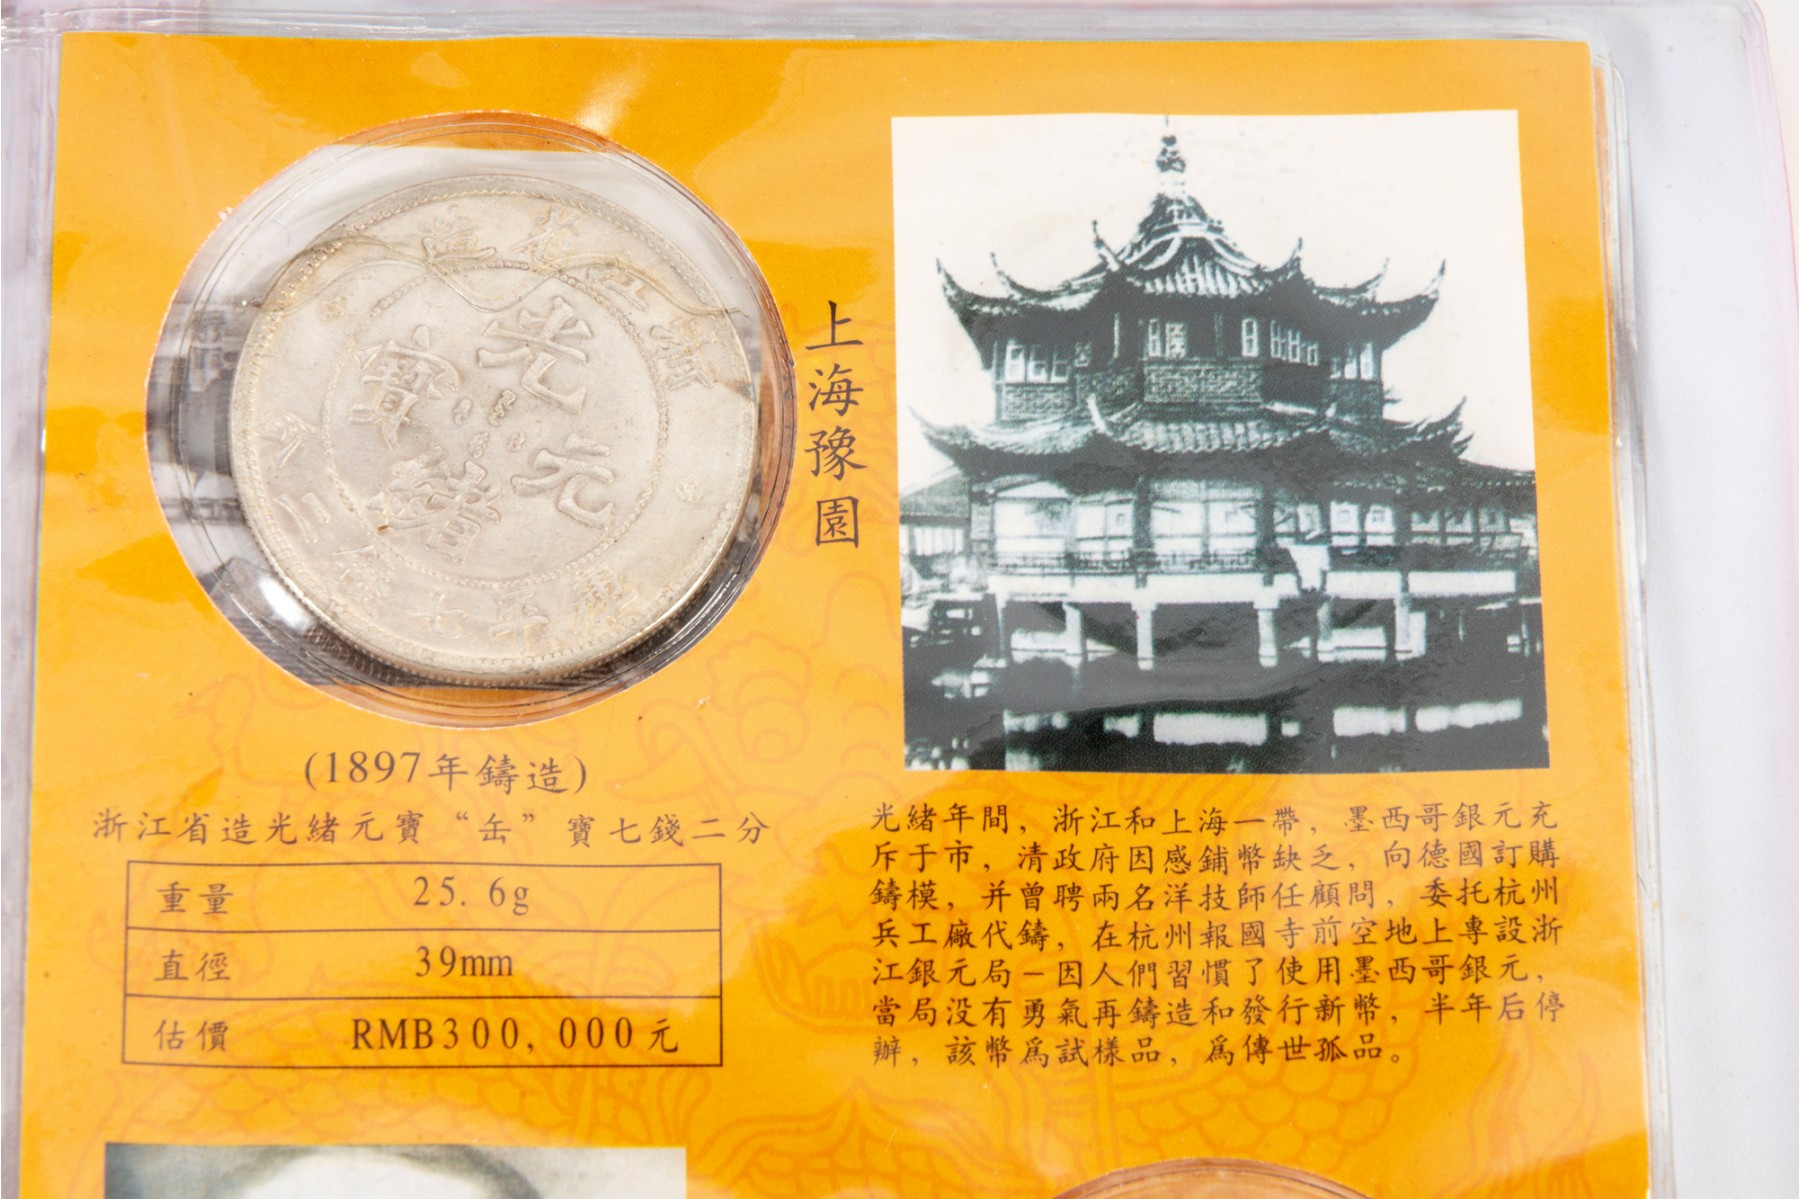 浙江省造
光緒元寶
庫平七錢二分
上海豫園
(1897年鑄造)
浙江省造光緒元寶“缶”寶七錢二分
重量 25. 6g
直徑 39mm
估價 RMB300, 000元
光緒年間，浙江和上海一帶，墨西哥銀元充
斥于市，清政府因感鋪幣缺乏，向德國訂購
鑄模，并曾聘兩名洋技師任顧問，委托杭州
兵工廠代鑄，在杭州報國寺前空地上專設浙
江銀元局－因人們習慣了使用墨西哥銀元，
當局没有勇氣再鑄造和發行新幣，半年后停
辦，該幣爲試樣品，爲傳世孤品。